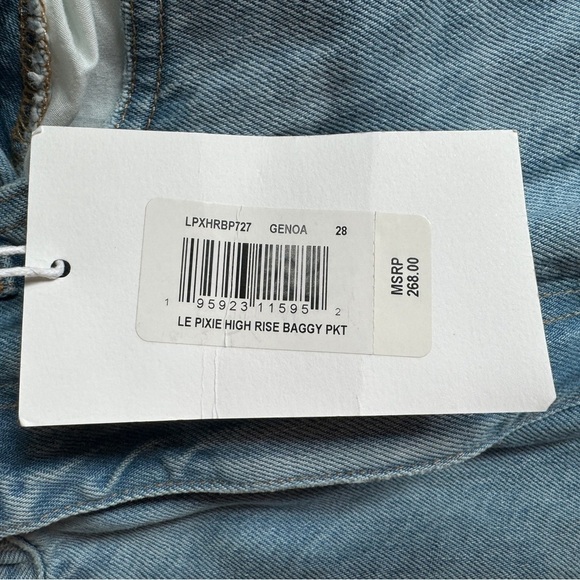 LPXHRBP727 GENOA 28
1 95923 11595 2
LE PIXIE HIGH RISE BAGGY PKT
MSRP
268.00